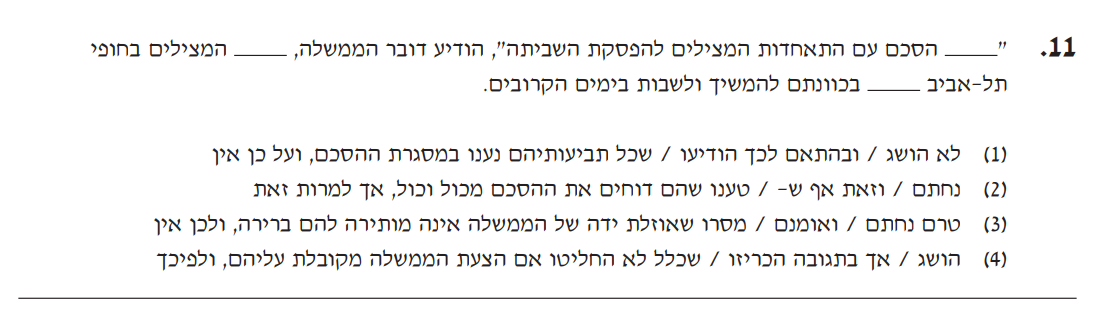 11. "_____ הסכם עם התאחדות המצילים להפסקת השביתה", הודיע דובר הממשלה, _____ המצילים בחופי
תל-אביב _____ בכוונתם להמשיך ולשבות בימים הקרובים.
(1) לא הושג / ובהתאם לכך הודיעו / שכל תביעותיהם נענו במסגרת ההסכם, ועל כן אין
(2) נחתם / וזאת אף ש- / טענו שהם דוחים את ההסכם מכול וכול, אך למרות זאת
(3) טרם נחתם / ואומנם / מסרו שאוזלת ידה של הממשלה אינה מותירה להם ברירה, ולכן אין
(4) הושג / אך בתגובה הכריזו / שכלל לא החליטו אם הצעת הממשלה מקובלת עליהם, ולפיכך